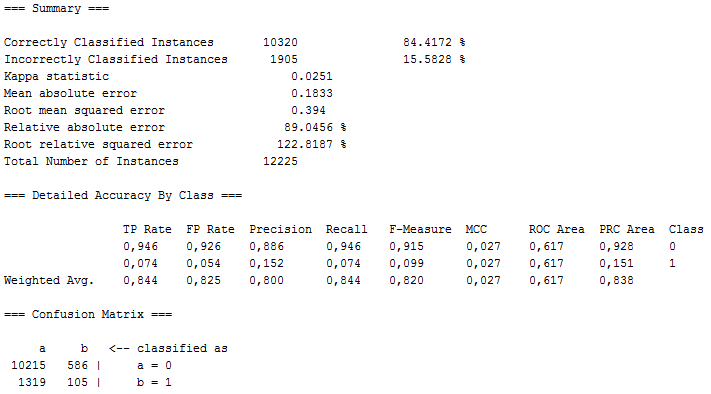 === Summary ===
Correctly Classified Instances 10320 84.4172 %
Incorrectly Classified Instances 1905 15.5828 %
Kappa statistic 0.0251
Mean absolute error 0.1833
Root mean squared error 0.394
Relative absolute error 89.0456 %
Root relative squared error 122.8187 %
Total Number of Instances 12225
=== Detailed Accuracy By Class ===
TP Rate FP Rate Precision Recall F-Measure MCC ROC Area PRC Area Class
0,946 0,926 0,886 0,946 0,915 0,027 0,617 0,928 0
0,074 0,054 0,152 0,074 0,099 0,027 0,617 0,151 1
Weighted Avg. 0,844 0,825 0,800 0,844 0,820 0,027 0,617 0,838
=== Confusion Matrix ===
a b <-- classified as
10215 586 | a = 0
1319 105 | b = 1